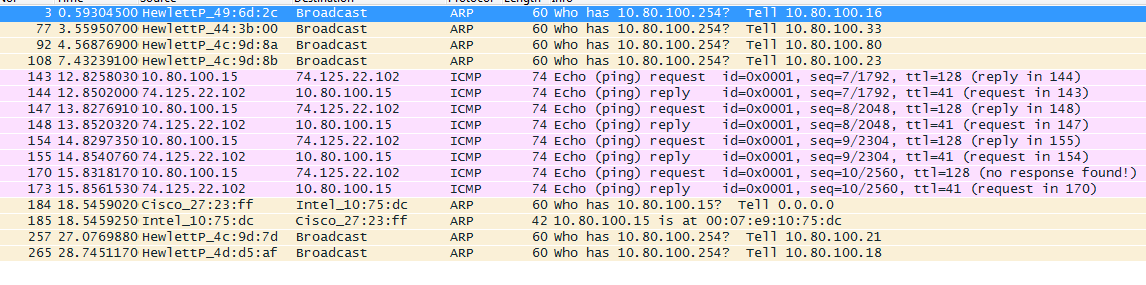 3 0.59304500 HewlettP_49:6d:2c Broadcast ARP 60 Who has 10.80.100.254? Tell 10.80.100.16
77 3.55950700 HewlettP_44:3b:00 Broadcast ARP 60 Who has 10.80.100.254? Tell 10.80.100.33
92 4.56876900 HewlettP_4c:9d:8a Broadcast ARP 60 Who has 10.80.100.254? Tell 10.80.100.80
108 7.43239100 HewlettP_4c:9d:8b Broadcast ARP 60 Who has 10.80.100.254? Tell 10.80.100.23
143 12.8258030 10.80.100.15 74.125.22.102 ICMP 74 Echo (ping) request id=0x0001, seq=7/1792, ttl=128 (reply in 144)
144 12.8502000 74.125.22.102 10.80.100.15 ICMP 74 Echo (ping) reply id=0x0001, seq=7/1792, ttl=41 (request in 143)
147 13.8276910 10.80.100.15 74.125.22.102 ICMP 74 Echo (ping) request id=0x0001, seq=8/2048, ttl=128 (reply in 148)
148 13.8520320 74.125.22.102 10.80.100.15 ICMP 74 Echo (ping) reply id=0x0001, seq=8/2048, ttl=41 (request in 147)
154 14.8297350 10.80.100.15 74.125.22.102 ICMP 74 Echo (ping) request id=0x0001, seq=9/2304, ttl=128 (reply in 155)
155 14.8540760 74.125.22.102 10.80.100.15 ICMP 74 Echo (ping) reply id=0x0001, seq=9/2304, ttl=41 (request in 154)
170 15.8318170 10.80.100.15 74.125.22.102 ICMP 74 Echo (ping) request id=0x0001, seq=10/2560, ttl=128 (no response found!)
173 15.8561530 74.125.22.102 10.80.100.15 ICMP 74 Echo (ping) reply id=0x0001, seq=10/2560, ttl=41 (request in 170)
184 18.5459020 Cisco_27:23:ff Intel_10:75:dc ARP 60 Who has 10.80.100.15? Tell 0.0.0.0
185 18.5459250 Intel_10:75:dc Cisco_27:23:ff ARP 42 10.80.100.15 is at 00:07:e9:10:75:dc
257 27.0769880 HewlettP_4c:9d:7d Broadcast ARP 60 Who has 10.80.100.254? Tell 10.80.100.21
265 28.7451170 HewlettP_4d:d5:af Broadcast ARP 60 Who has 10.80.100.254? Tell 10.80.100.18